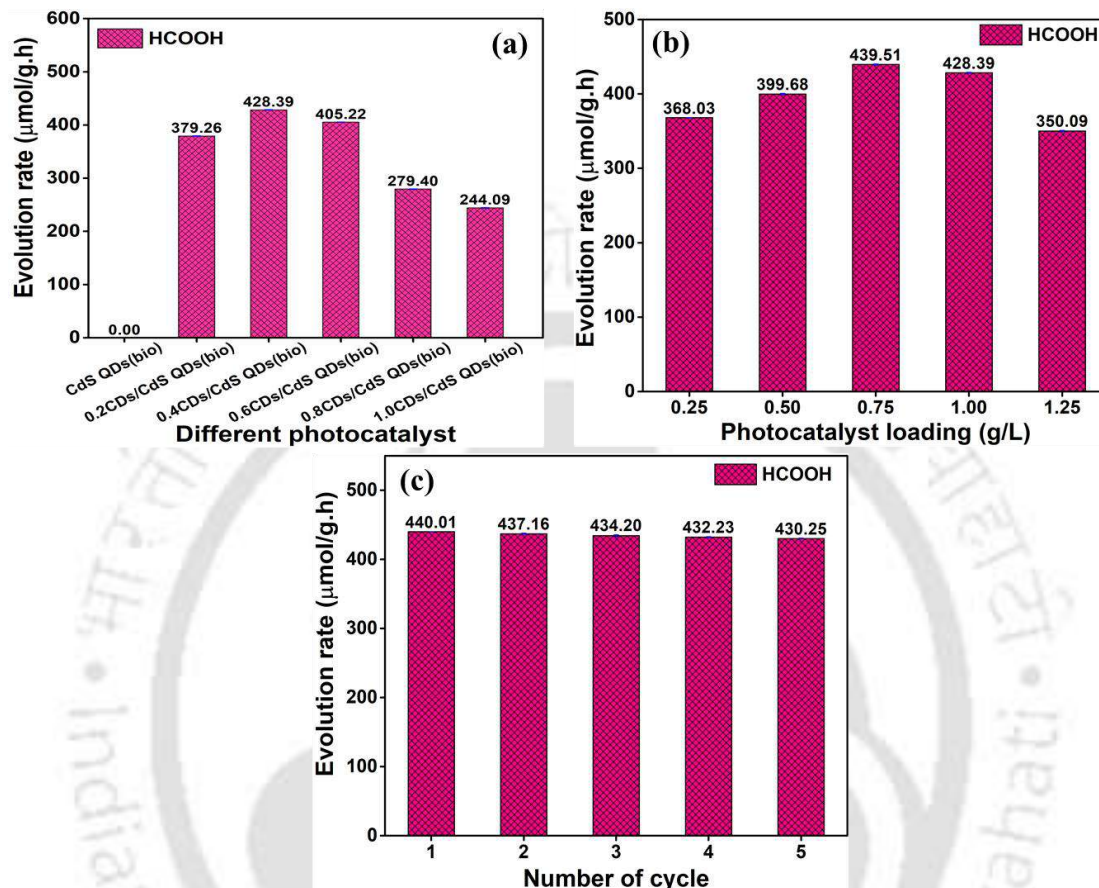 (a)
HCOOH
Evolution rate (μmol/g.h)
600
500
400
300
200
100
0
0.00
379.26
428.39
405.22
279.40
244.09
CdS QDs(bio)
0.2CDs/CdS QDs(bio)
0.4CDs/CdS QDs(bio)
0.6CDs/CdS QDs(bio)
0.8CDs/CdS QDs(bio)
1.0CDs/CdS QDs(bio)
Different photocatalyst
(b)
HCOOH
Evolution rate (μmol/g.h)
500
400
300
200
100
0
368.03
399.68
439.51
428.39
350.09
0.25 0.50 0.75 1.00 1.25
Photocatalyst loading (g/L)
(c)
HCOOH
Evolution rate (μmol/g.h)
500
400
300
200
100
0
440.01
437.16
434.20
432.23
430.25
1 2 3 4 5
Number of cycle